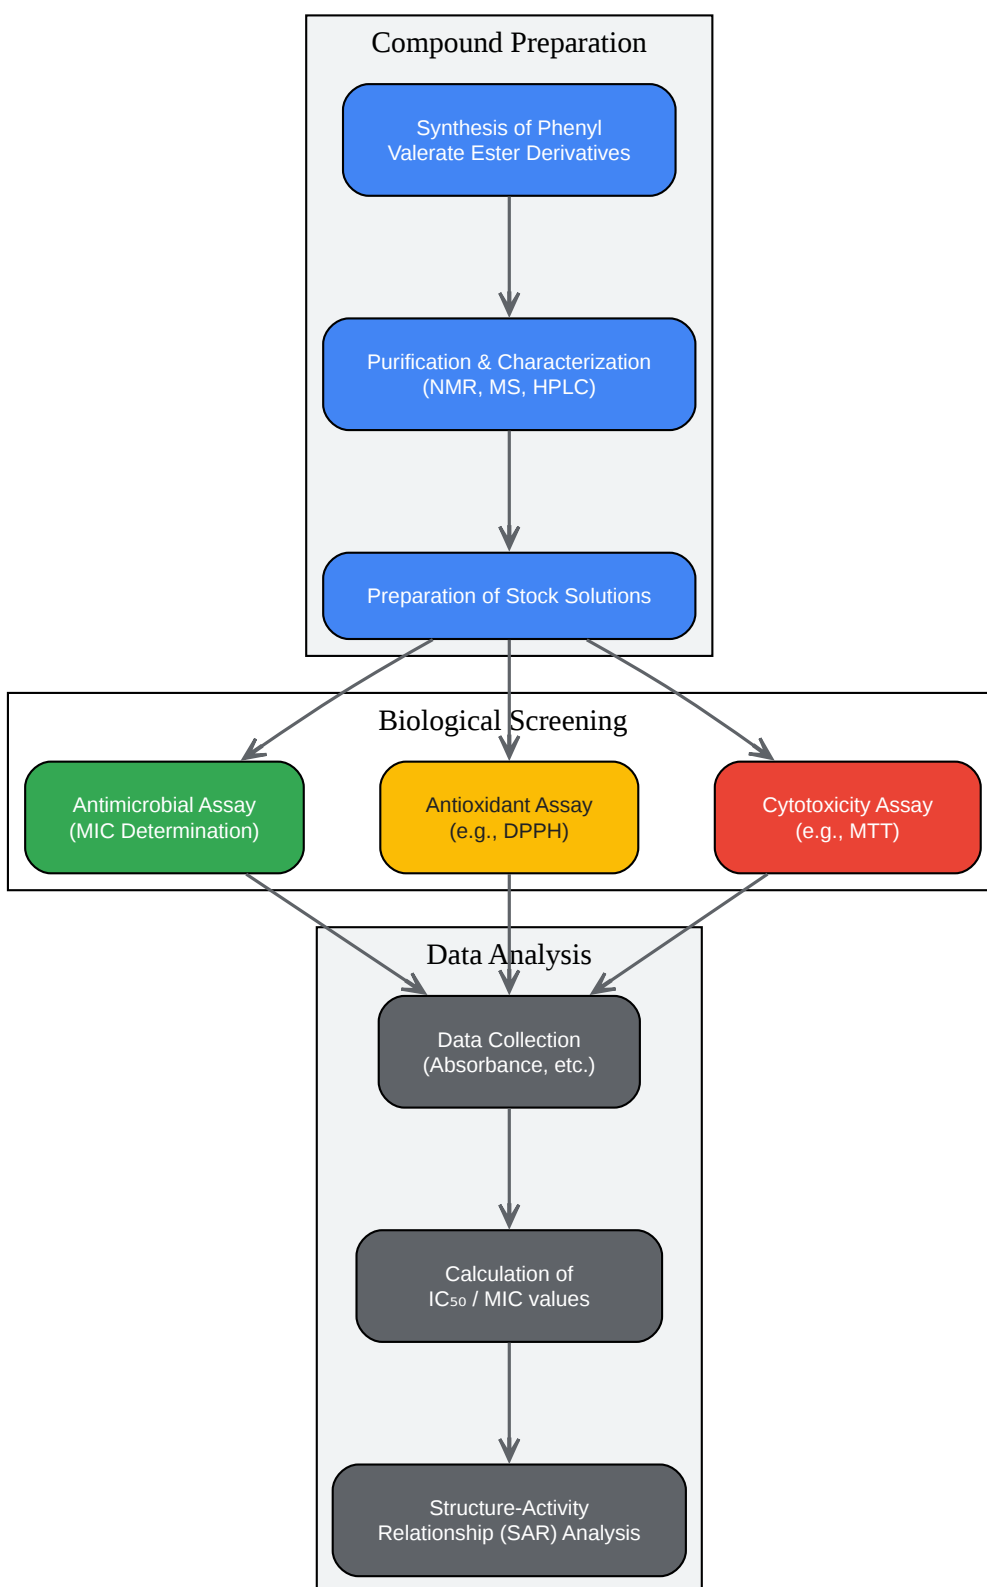 Compound Preparation
Synthesis of Phenyl
Valerate Ester Derivatives
Purification & Characterization
(NMR, MS, HPLC)
Preparation of Stock Solutions
Biological Screening
Antimicrobial Assay
(MIC Determination)
Antioxidant Assay
(e.g., DPPH)
Cytotoxicity Assay
(e.g., MTT)
Data Analysis
Data Collection
(Absorbance, etc.)
Calculation of
IC₅₀ / MIC values
Structure-Activity
Relationship (SAR) Analysis